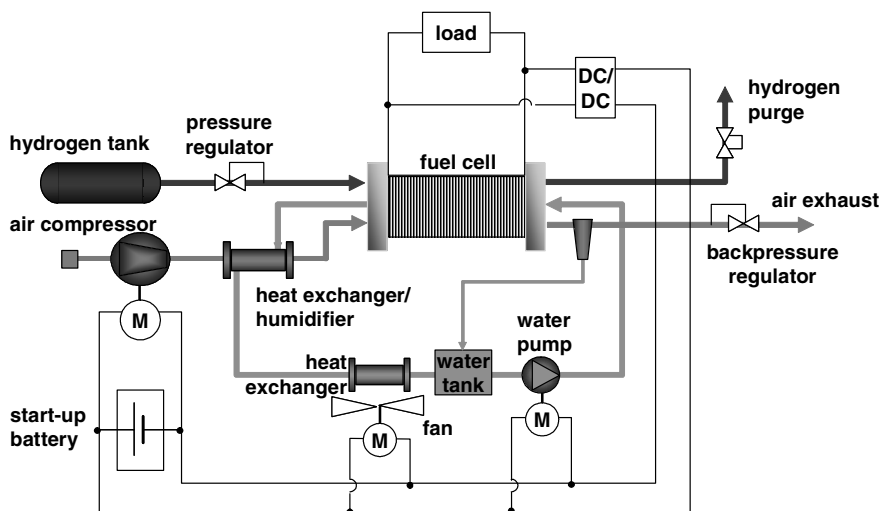 load
DC/
DC
hydrogen
purge
pressure
regulator
hydrogen tank
fuel cell
air exhaust
air compressor
backpressure
regulator
heat exchanger/
humidifier
M
water
pump
heat
exchanger
water
tank
start-up
battery
fan
M
M